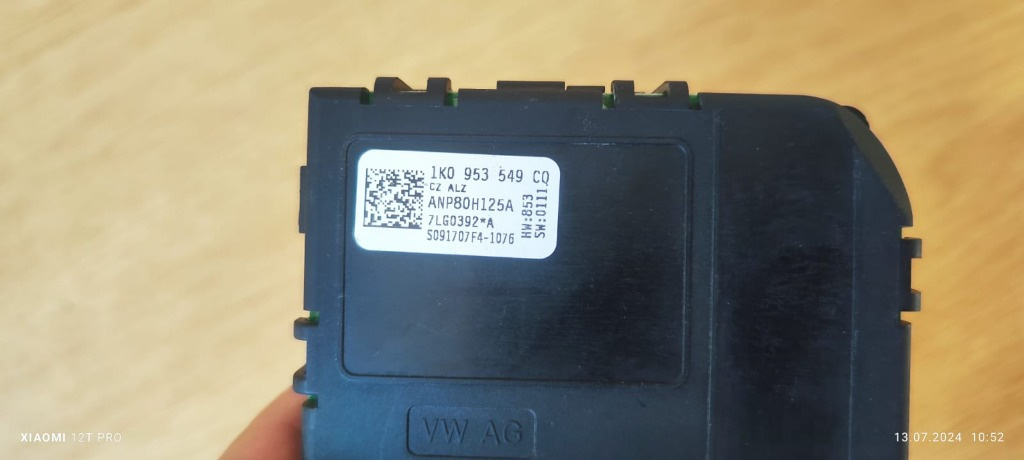 1K0 953 549 CQ
CZ ALZ
ANP80H125A
7LG0392*A
S091707F4-1076
HW:853
SW:0111
VW AG
XIAOMI 12T PRO
13.07.2024 10:52